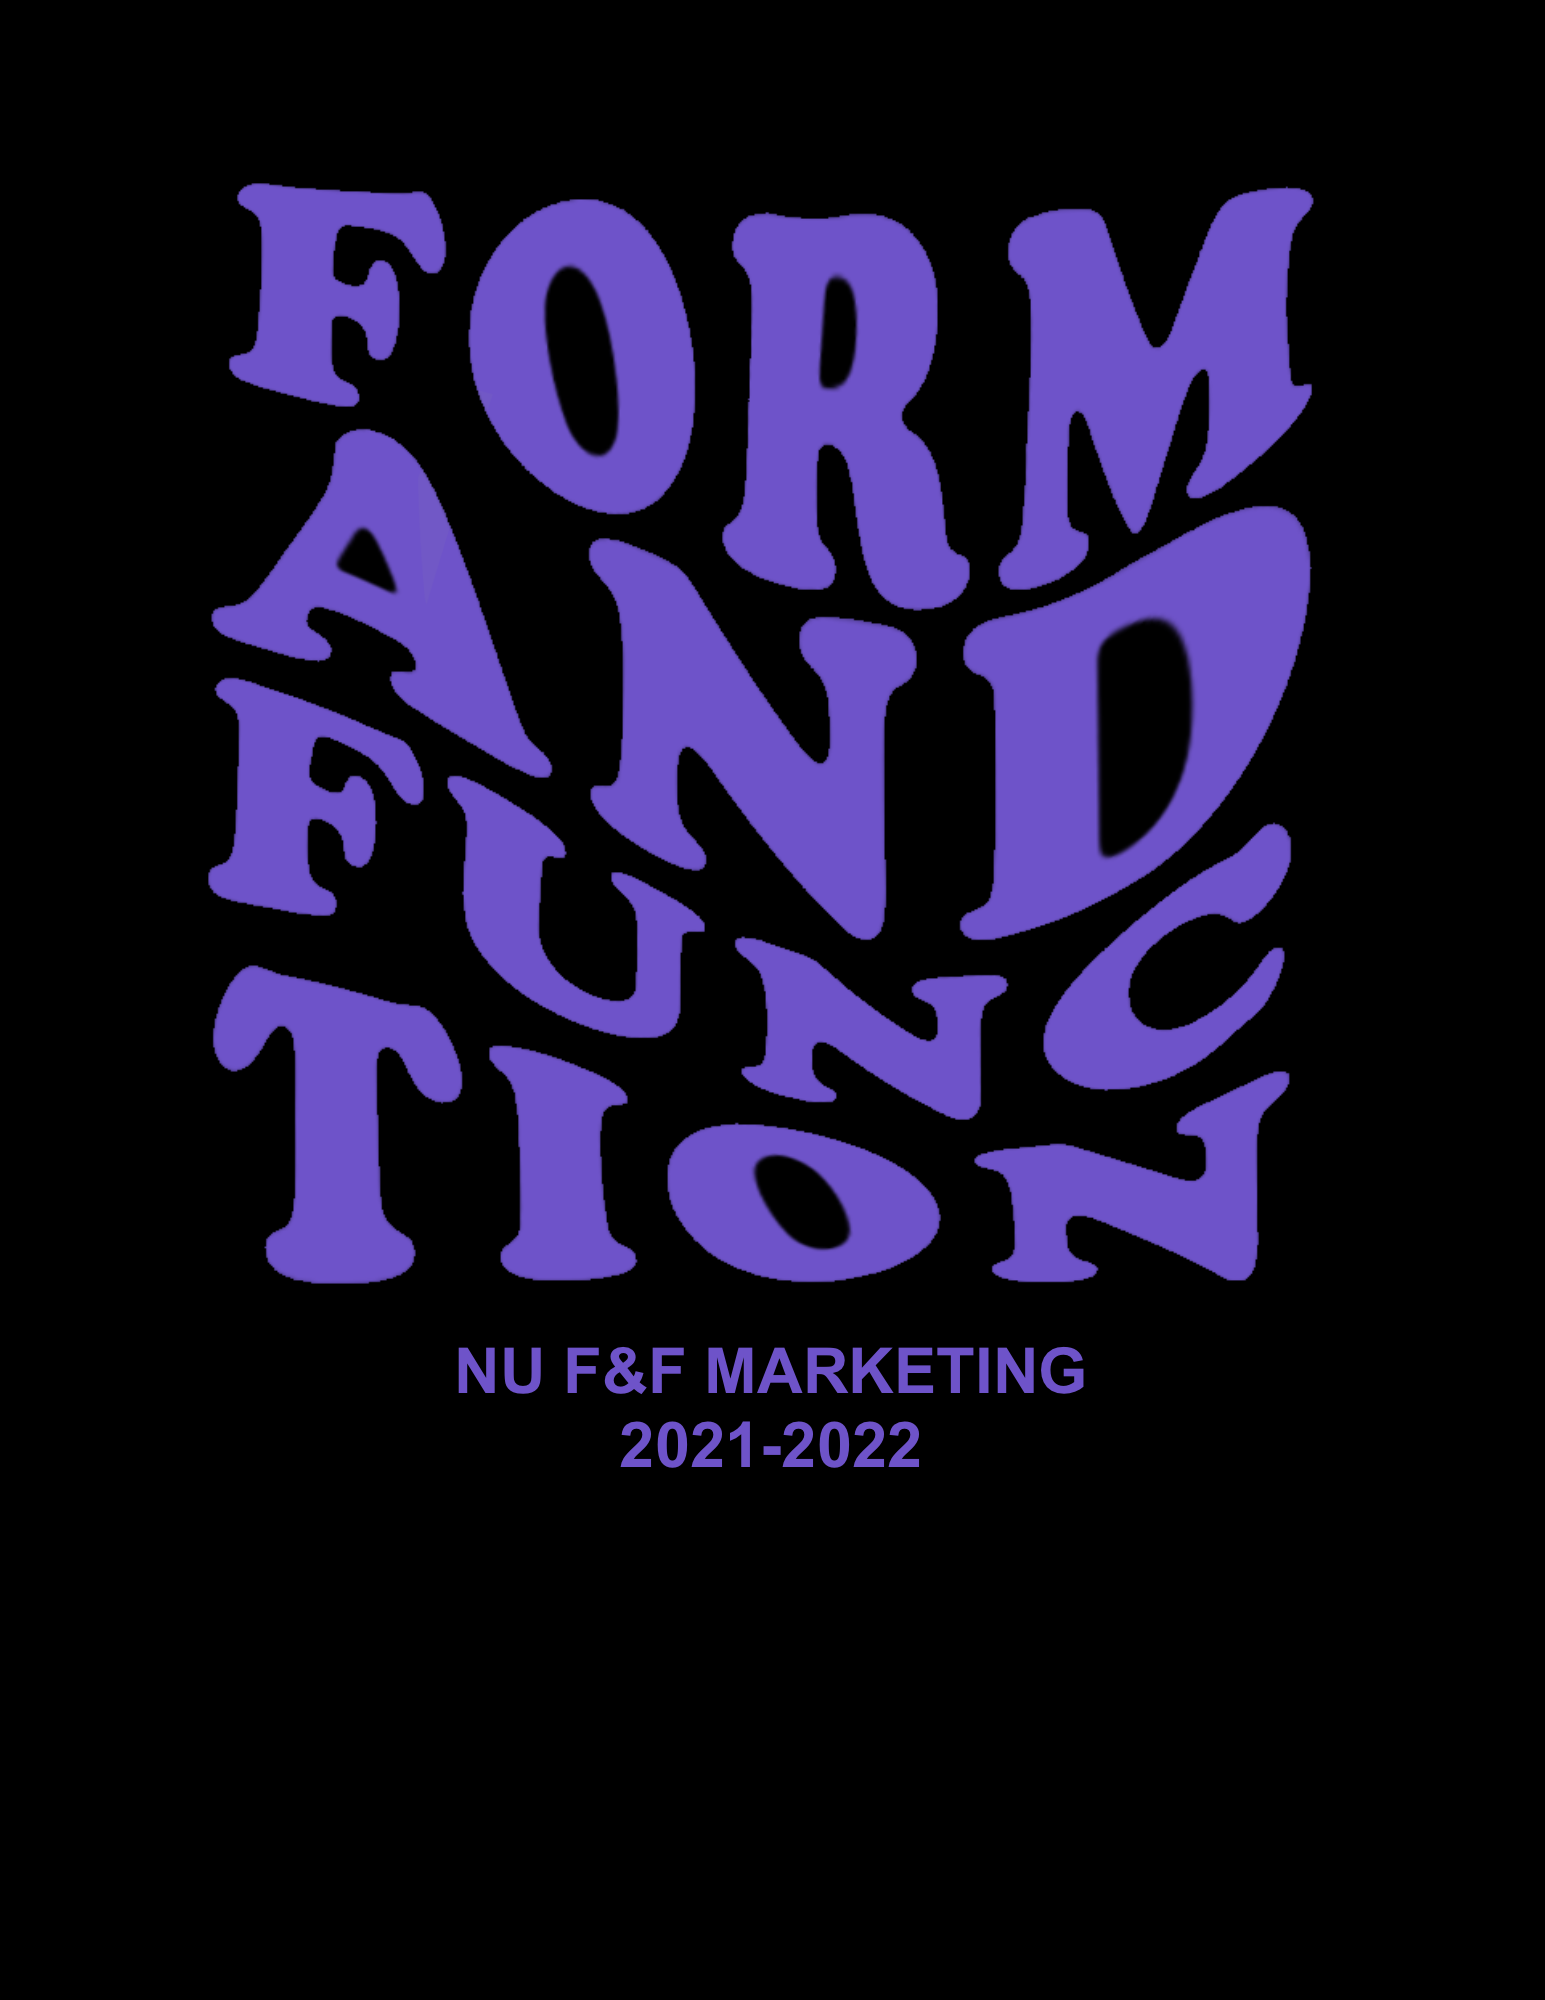 FORM
AND
FUNC
TION
NU F&F MARKETING
2021-2022